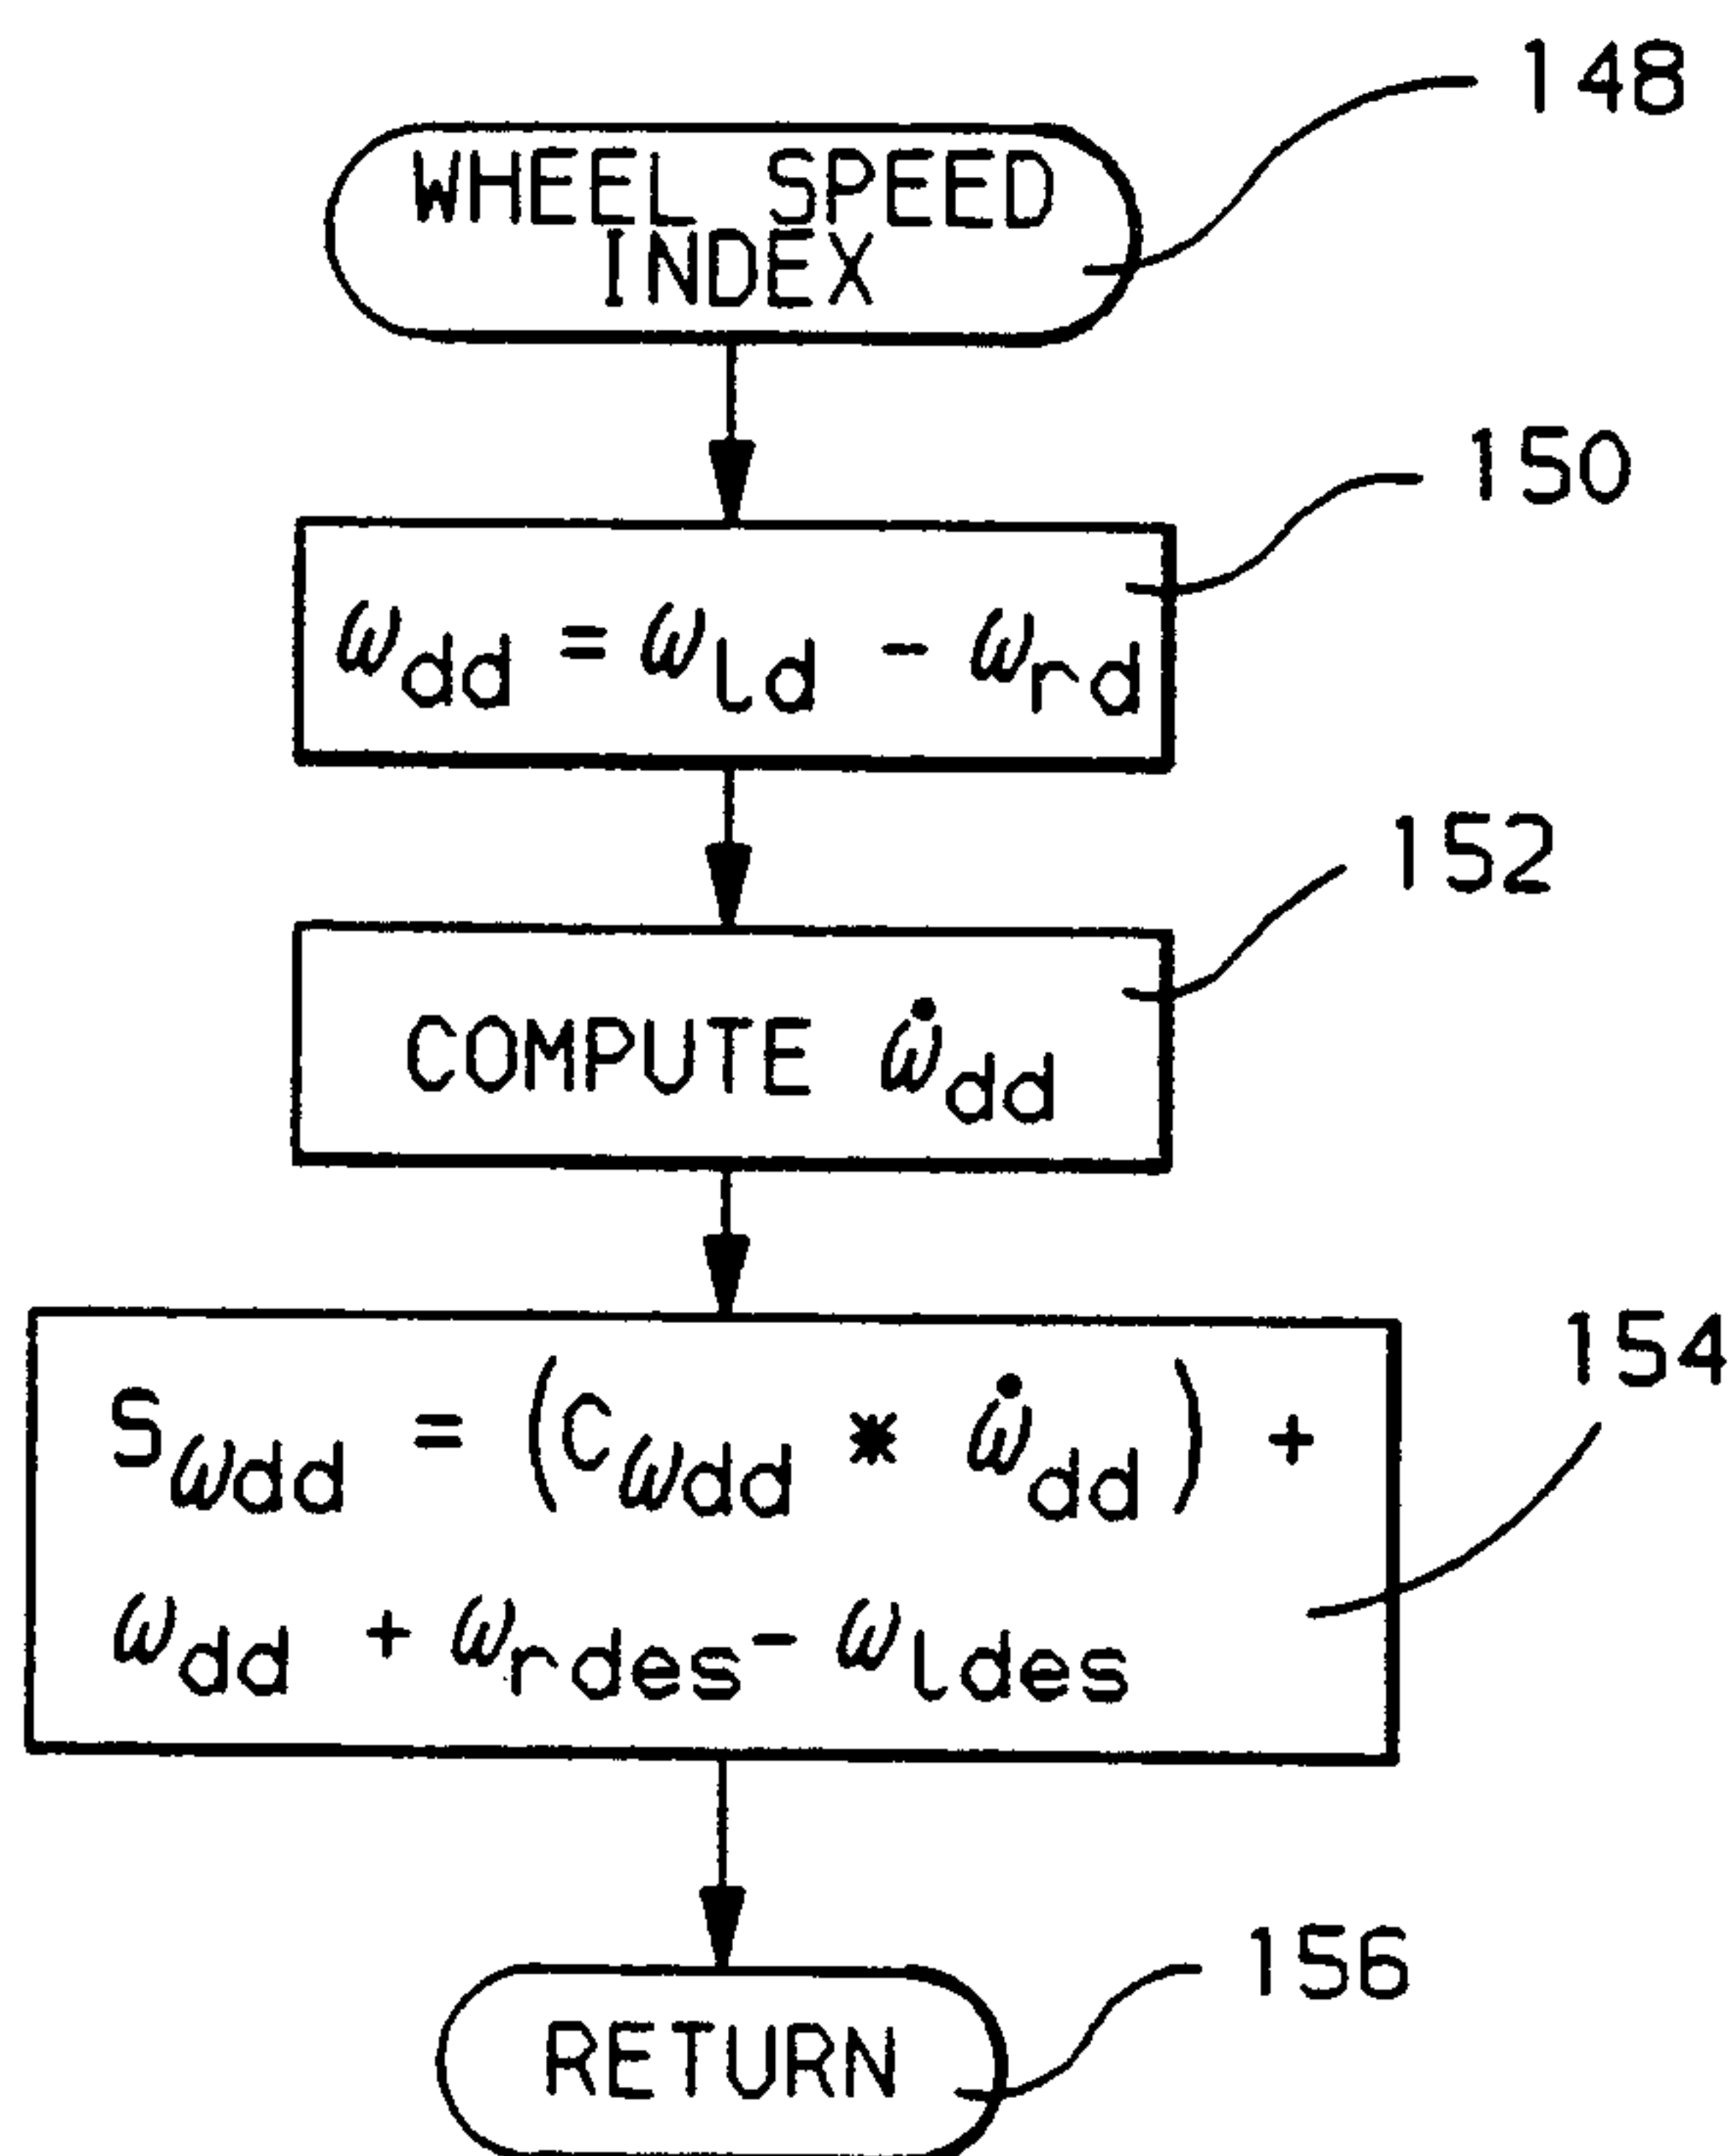 148
WHEEL SPEED
INDEX
150
ω_dd = ω_ld - ω_rd
152
COMPUTE ω̇_dd
154
S_ωdd = (C_ωdd * ω̇_dd) +
ω_dd + ω_rdes - ω_ldes
156
RETURN